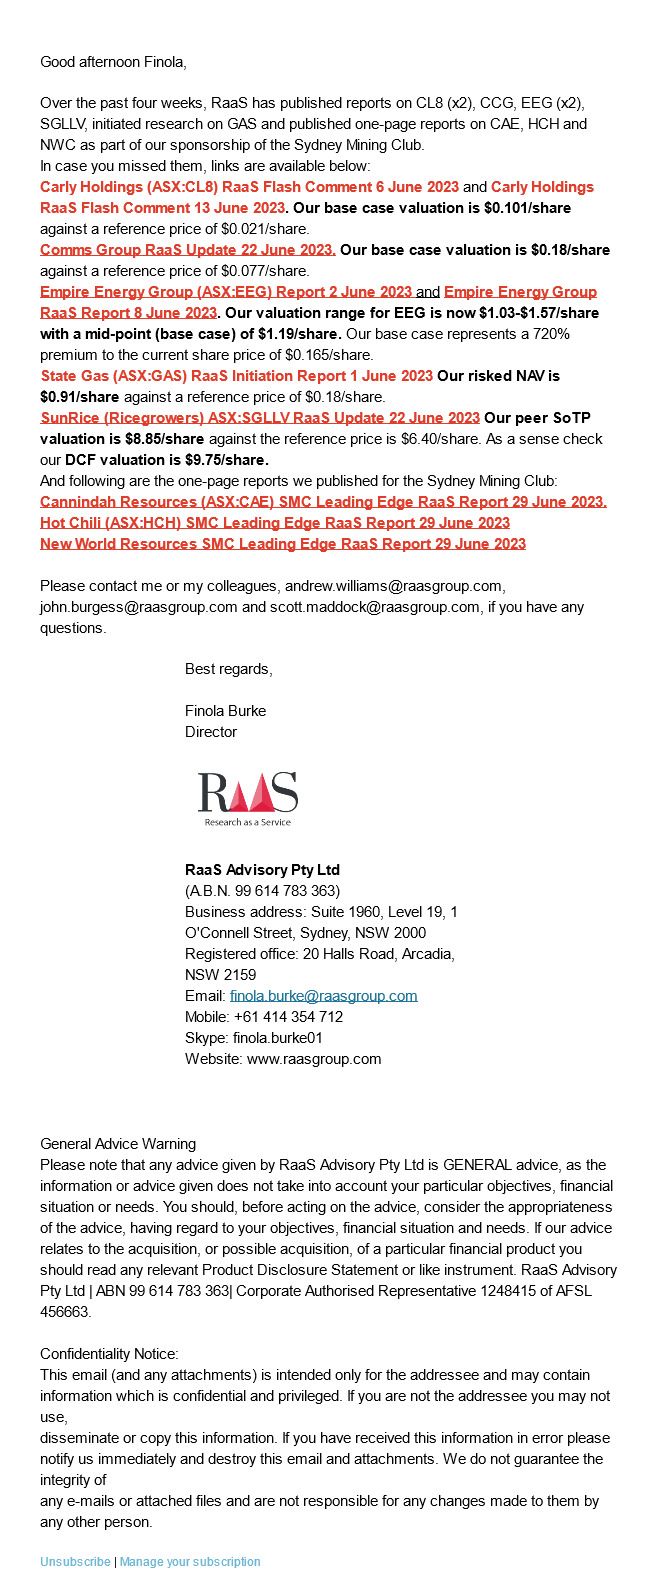 Good afternoon Finola,
Over the past four weeks, RaaS has published reports on CL8 (x2), CCG, EEG (x2),
SGLLV, initiated research on GAS and published one-page reports on CAE, HCH and
NWC as part of our sponsorship of the Sydney Mining Club.
In case you missed them, links are available below:
Carly Holdings (ASX:CL8) RaaS Flash Comment 6 June 2023 and Carly Holdings
RaaS Flash Comment 13 June 2023. Our base case valuation is $0.101/share
against a reference price of $0.021/share.
Comms Group RaaS Update 22 June 2023. Our base case valuation is $0.18/share
against a reference price of $0.077/share.
Empire Energy Group (ASX:EEG) Report 2 June 2023 and Empire Energy Group
RaaS Report 8 June 2023. Our valuation range for EEG is now $1.03-$1.57/share
with a mid-point (base case) of $1.19/share. Our base case represents a 720%
premium to the current share price of $0.165/share.
State Gas (ASX:GAS) RaaS Initiation Report 1 June 2023 Our risked NAV is
$0.91/share against a reference price of $0.18/share.
SunRice (Ricegrowers) ASX:SGLLV RaaS Update 22 June 2023 Our peer SoTP
valuation is $8.85/share against the reference price is $6.40/share. As a sense check
our DCF valuation is $9.75/share.
And following are the one-page reports we published for the Sydney Mining Club:
Cannindah Resources (ASX:CAE) SMC Leading Edge RaaS Report 29 June 2023.
Hot Chili (ASX:HCH) SMC Leading Edge RaaS Report 29 June 2023
New World Resources SMC Leading Edge RaaS Report 29 June 2023
Please contact me or my colleagues, andrew.williams@raasgroup.com,
john.burgess@raasgroup.com and scott.maddock@raasgroup.com, if you have any
questions.
Best regards,
Finola Burke
Director
RAAS
Research as a Service
RaaS Advisory Pty Ltd
(A.B.N. 99 614 783 363)
Business address: Suite 1960, Level 19, 1
O'Connell Street, Sydney, NSW 2000
Registered office: 20 Halls Road, Arcadia,
NSW 2159
Email: finola.burke@raasgroup.com
Mobile: +61 414 354 712
Skype: finola.burke01
Website: www.raasgroup.com
General Advice Warning
Please note that any advice given by RaaS Advisory Pty Ltd is GENERAL advice, as the
information or advice given does not take into account your particular objectives, financial
situation or needs. You should, before acting on the advice, consider the appropriateness
of the advice, having regard to your objectives, financial situation and needs. If our advice
relates to the acquisition, or possible acquisition, of a particular financial product you
should read any relevant Product Disclosure Statement or like instrument. RaaS Advisory
Pty Ltd | ABN 99 614 783 363| Corporate Authorised Representative 1248415 of AFSL
456663.
Confidentiality Notice:
This email (and any attachments) is intended only for the addressee and may contain
information which is confidential and privileged. If you are not the addressee you may not
use,
disseminate or copy this information. If you have received this information in error please
notify us immediately and destroy this email and attachments. We do not guarantee the
integrity of
any e-mails or attached files and are not responsible for any changes made to them by
any other person.
Unsubscribe | Manage your subscription